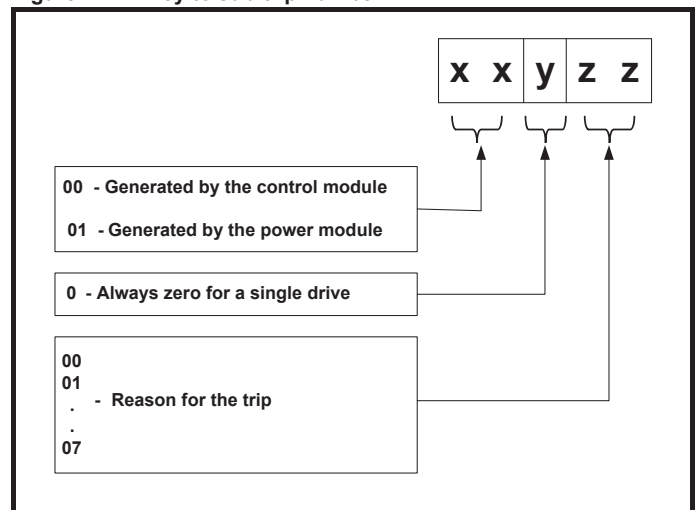 x x y z z
00 - Generated by the control module
01 - Generated by the power module
0 - Always zero for a single drive
00
01
.
- Reason for the trip
.
07